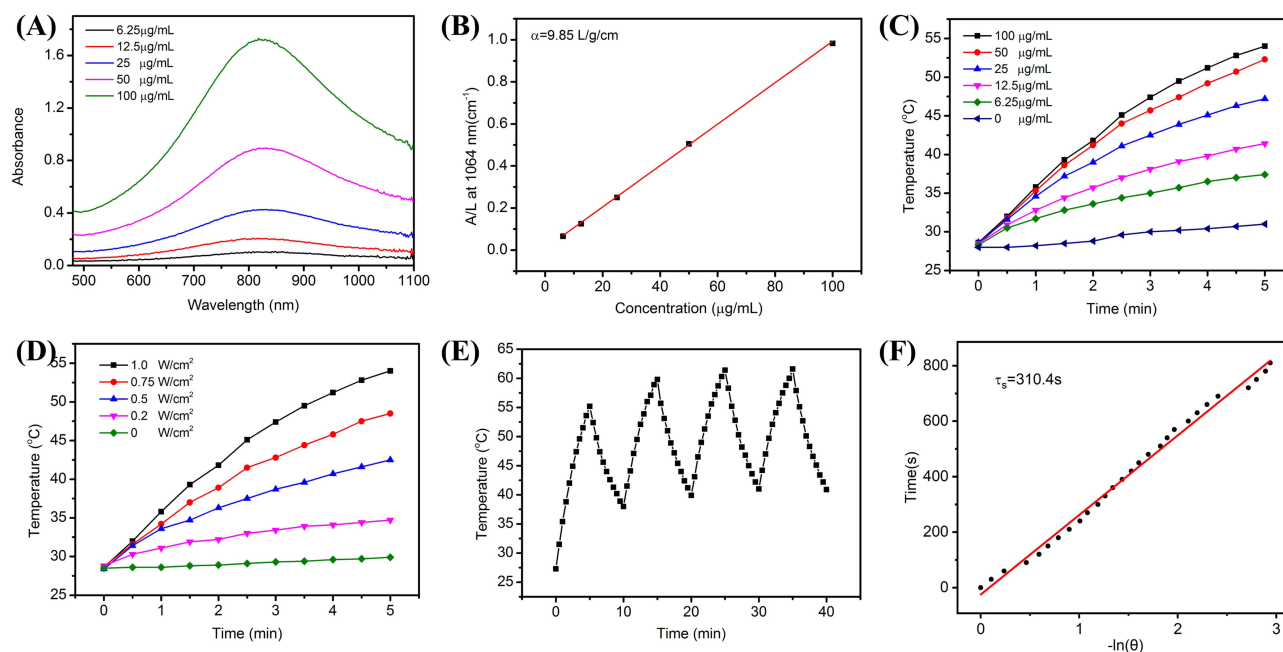 (A)
6.25μg/mL
12.5μg/mL
25 μg/mL
50 μg/mL
100 μg/mL
1.6
1.2
0.8
0.4
0.0
Absorbance
500 600 700 800 900 1000 1100
Wavelength (nm)
(B)
α=9.85 L/g/cm
1.0
0.8
0.6
0.4
0.2
0.0
A/L at 1064 nm(cm⁻¹)
0 20 40 60 80 100
Concentration (μg/mL)
(C)
100 μg/mL
50 μg/mL
25 μg/mL
12.5μg/mL
6.25μg/mL
0 μg/mL
55
50
45
40
35
30
25
Temperature (°C)
0 1 2 3 4 5
Time (min)
(D)
1.0 W/cm²
0.75 W/cm²
0.5 W/cm²
0.2 W/cm²
0 W/cm²
55
50
45
40
35
30
25
Temperature (°C)
0 1 2 3 4 5
Time (min)
(E)
65
60
55
50
45
40
35
30
25
Temperature (°C)
0 10 20 30 40
Time (min)
(F)
τₛ=310.4s
800
600
400
200
0
Time(s)
0 1 2 3
-ln(θ)